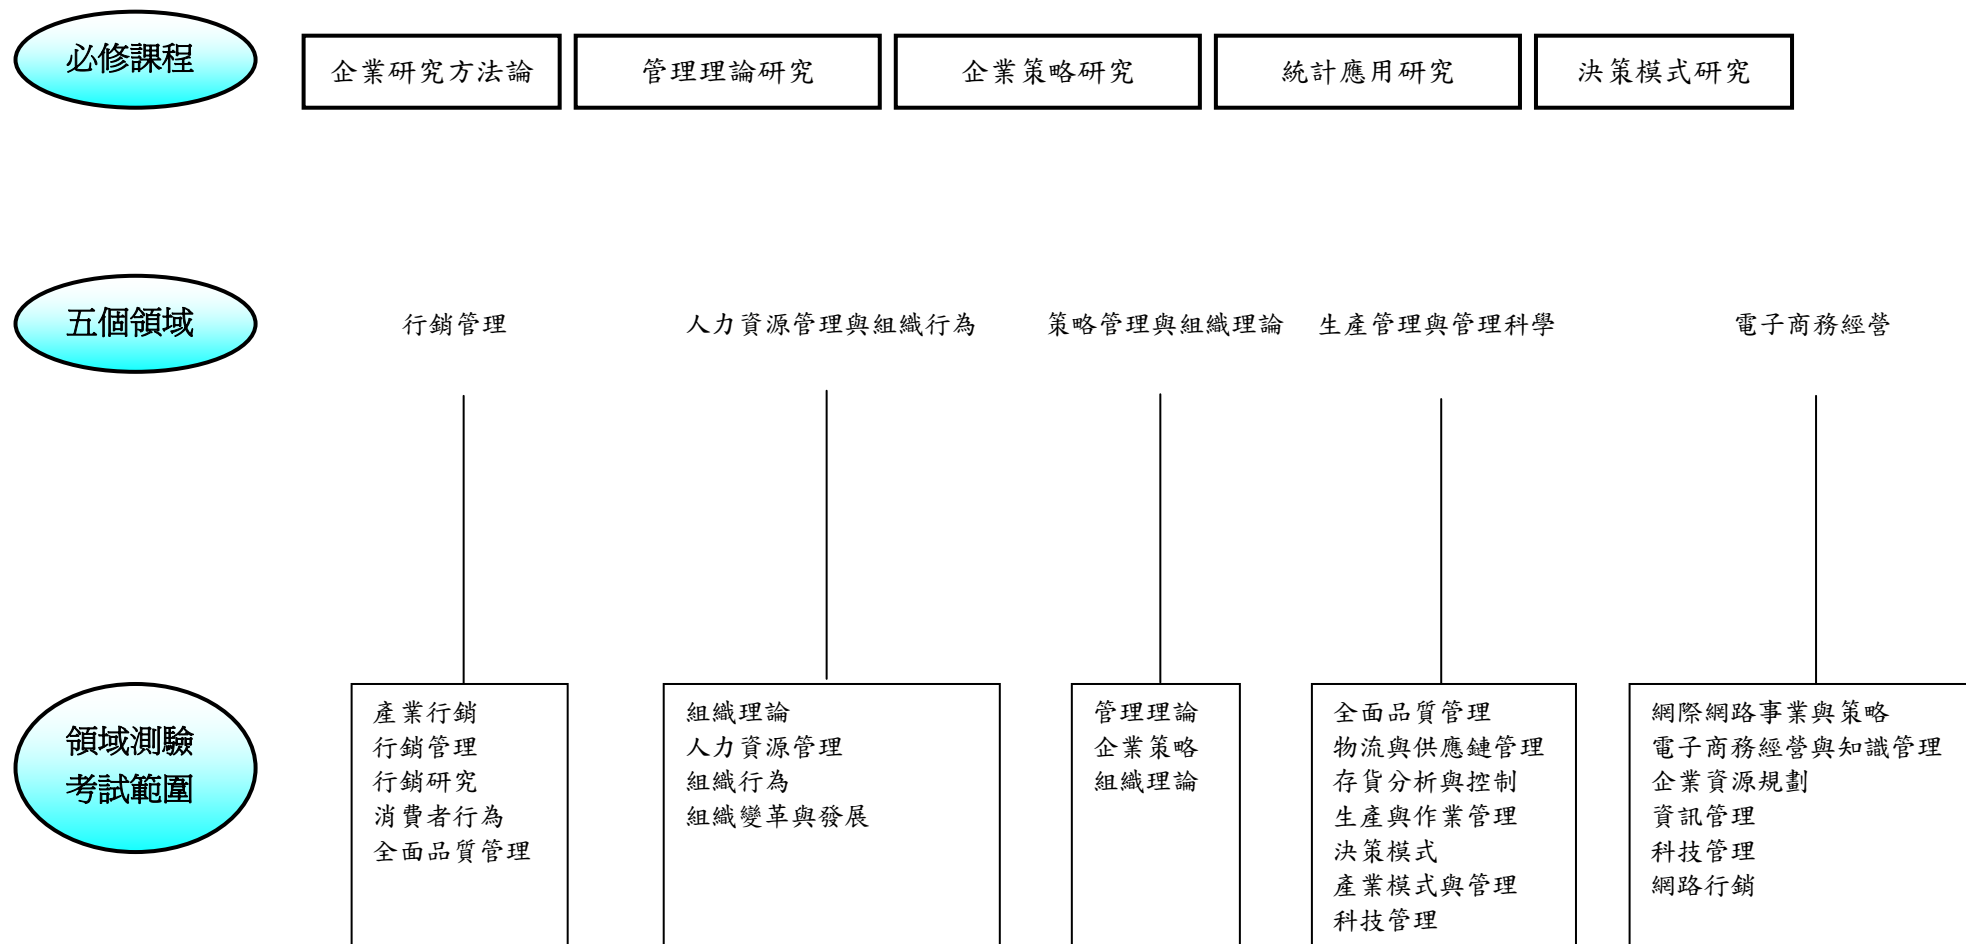 必修課程
企業研究方法論
管理理論研究
企業策略研究
統計應用研究
決策模式研究
五個領域
行銷管理
人力資源管理與組織行為
策略管理與組織理論
生產管理與管理科學
電子商務經營
領域測驗
考試範圍
產業行銷
行銷管理
行銷研究
消費者行為
全面品質管理
組織理論
人力資源管理
組織行為
組織變革與發展
管理理論
企業策略
組織理論
全面品質管理
物流與供應鏈管理
存貨分析與控制
生產與作業管理
決策模式
產業模式與管理
科技管理
網際網路事業與策略
電子商務經營與知識管理
企業資源規劃
資訊管理
科技管理
網路行銷